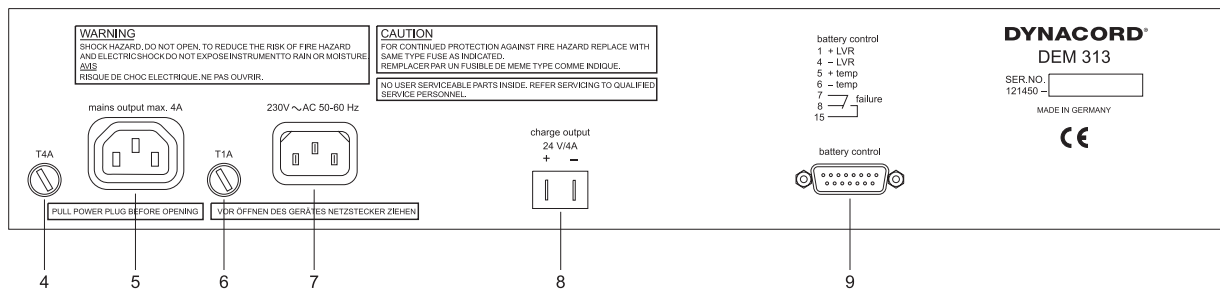 WARNING
SHOCK HAZARD, DO NOT OPEN, TO REDUCE THE RISK OF FIRE HAZARD
AND ELECTRIC SHOCK DO NOT EXPOSE INSTRUMENT TO RAIN OR MOISTURE.
AVIS
RISQUE DE CHOC ELECTRIQUE. NE PAS OUVRIR.
CAUTION
FOR CONTINUED PROTECTION AGAINST FIRE HAZARD REPLACE WITH
SAME TYPE FUSE AS INDICATED.
REMPLACER PAR UN FUSIBLE DE MEME TYPE COMME INDIQUE.
NO USER SERVICEABLE PARTS INSIDE. REFER SERVICING TO QUALIFIED
SERVICE PERSONNEL.
battery control
1 + LVR
4 – LVR
5 + temp
6 – temp
7
8
15
failure
DYNACORD®
DEM 313
SER.NO.
121450 –
MADE IN GERMANY
CE
mains output max. 4A
230V ~ AC 50-60 Hz
T4A
T1A
charge output
24 V/4A
+ –
battery control
PULL POWER PLUG BEFORE OPENING
VOR ÖFFNEN DES GERÄTES NETZSTECKER ZIEHEN
4
5
6
7
8
9